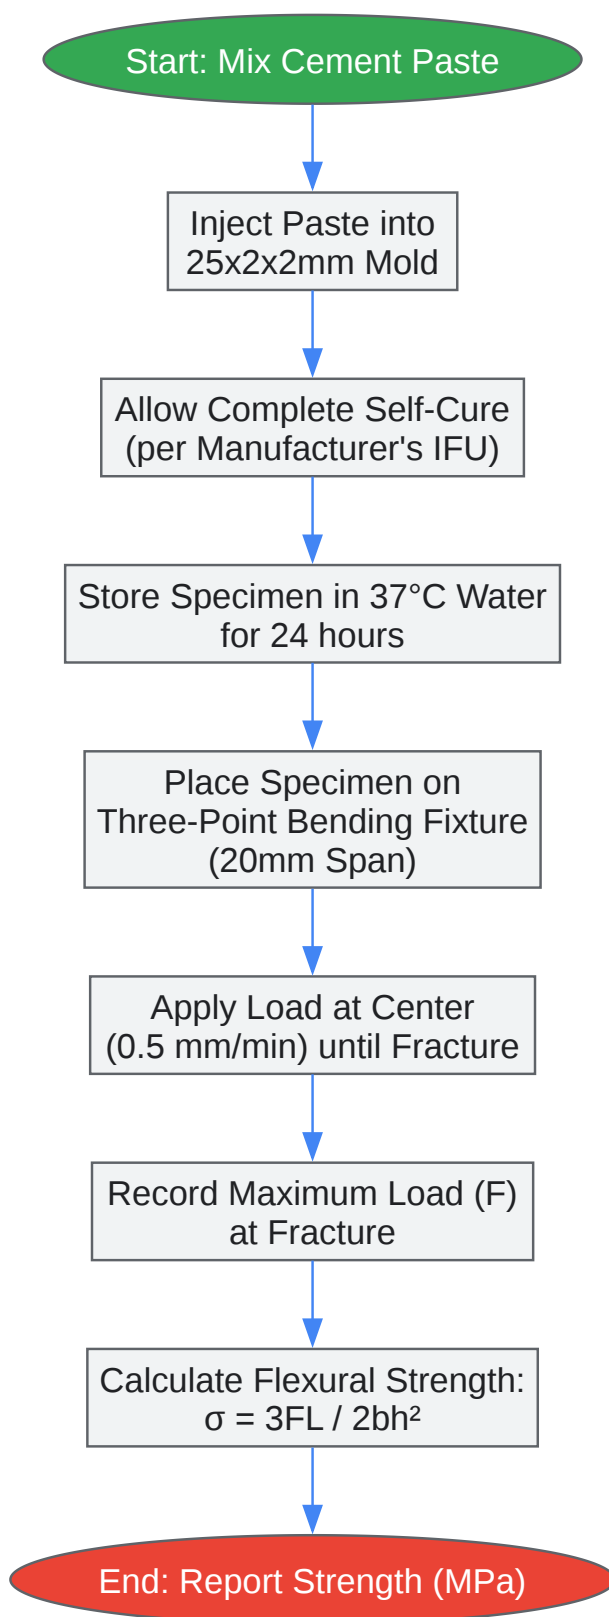 Start: Mix Cement Paste
Inject Paste into
25x2x2mm Mold
Allow Complete Self-Cure
(per Manufacturer's IFU)
Store Specimen in 37°C Water
for 24 hours
Place Specimen on
Three-Point Bending Fixture
(20mm Span)
Apply Load at Center
(0.5 mm/min) until Fracture
Record Maximum Load (F)
at Fracture
Calculate Flexural Strength:
σ = 3FL / 2bh²
End: Report Strength (MPa)